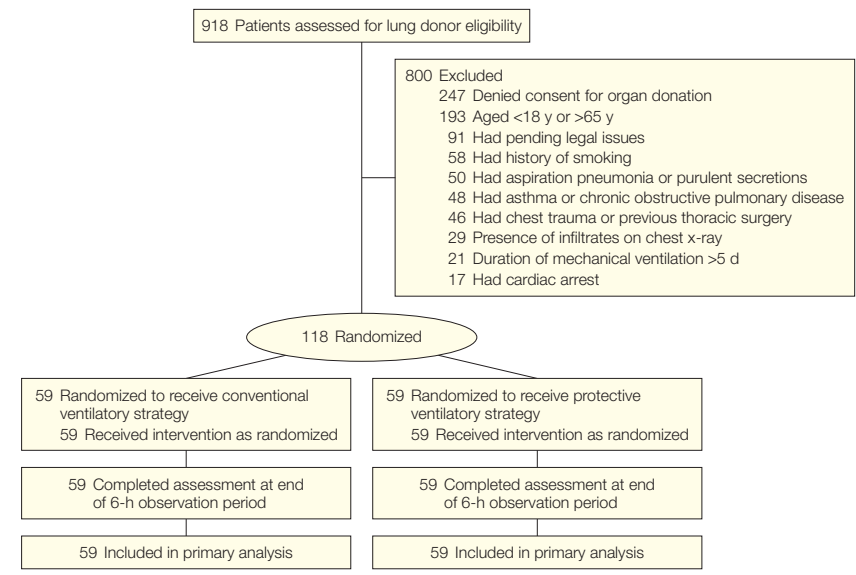 918 Patients assessed for lung donor eligibility
800 Excluded
247 Denied consent for organ donation
193 Aged <18 y or >65 y
91 Had pending legal issues
58 Had history of smoking
50 Had aspiration pneumonia or purulent secretions
48 Had asthma or chronic obstructive pulmonary disease
46 Had chest trauma or previous thoracic surgery
29 Presence of infiltrates on chest x-ray
21 Duration of mechanical ventilation >5 d
17 Had cardiac arrest
118 Randomized
59 Randomized to receive conventional
ventilatory strategy
59 Received intervention as randomized
59 Randomized to receive protective
ventilatory strategy
59 Received intervention as randomized
59 Completed assessment at end
of 6-h observation period
59 Completed assessment at end
of 6-h observation period
59 Included in primary analysis
59 Included in primary analysis